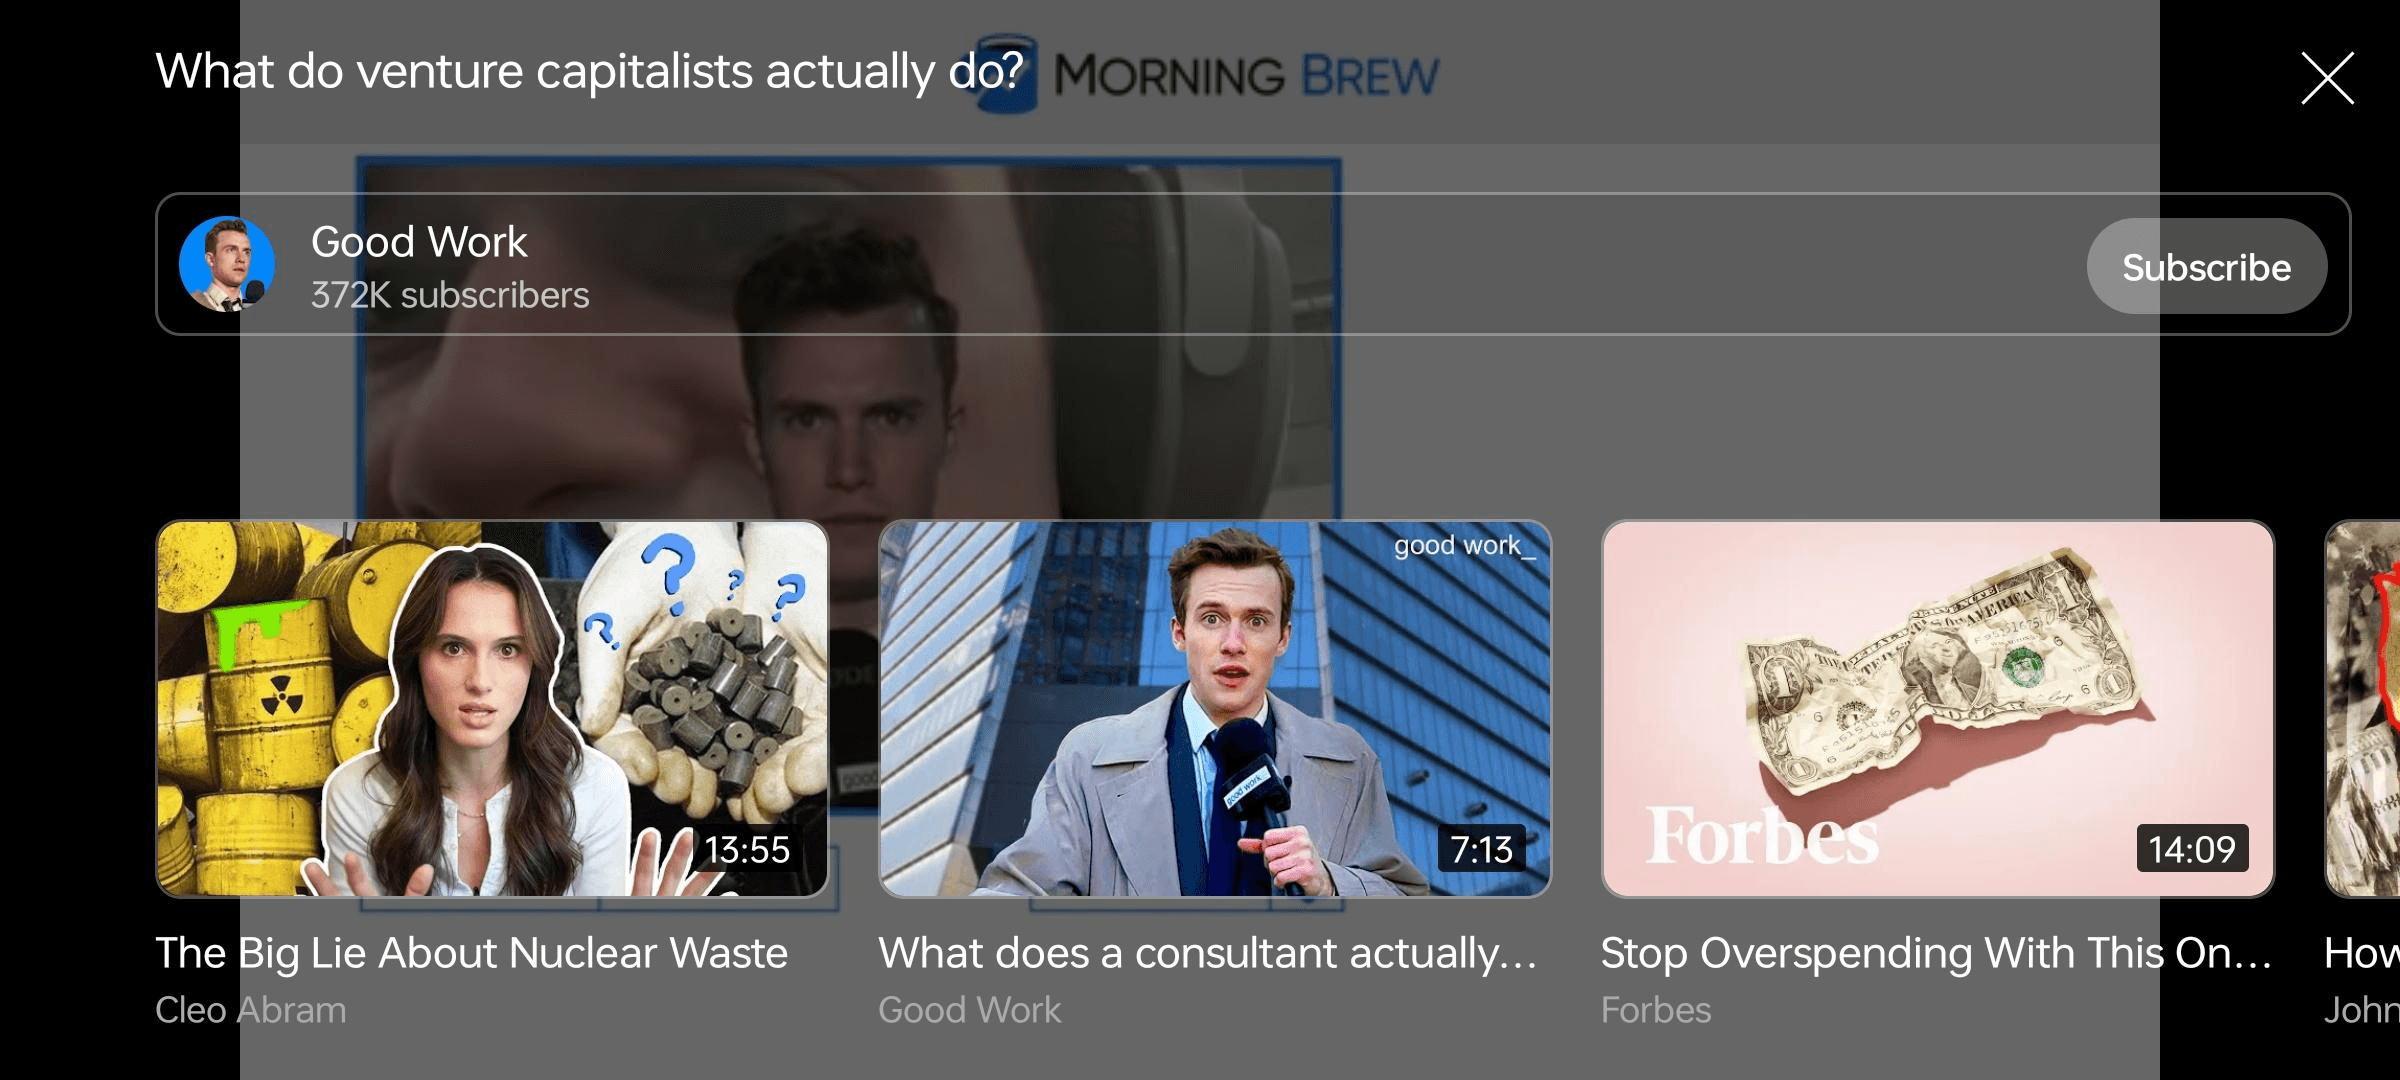 What do venture capitalists actually do?
MORNING BREW
Good Work
372K subscribers
Subscribe
good work_
good work
Forbes
13:55
7:13
14:09
The Big Lie About Nuclear Waste
What does a consultant actually...
Stop Overspending With This On...
How
Cleo Abram
Good Work
Forbes
John